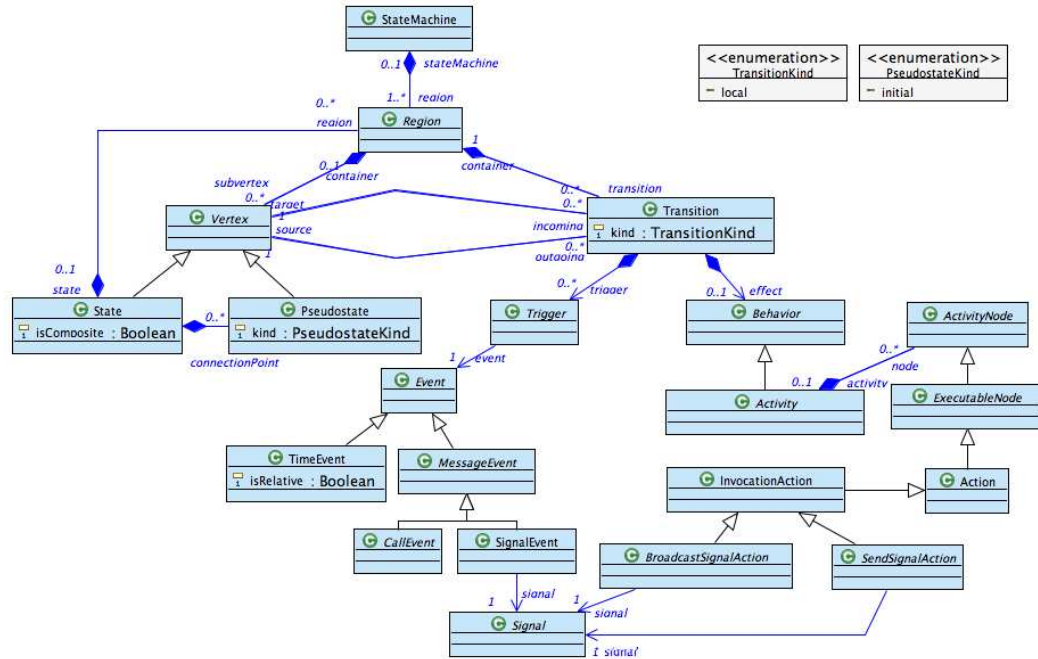 StateMachine
<<enumeration>>
TransitionKind
local
<<enumeration>>
PseudostateKind
initial
0..1
stateMachine
1..*
region
0..*
region
Region
1
container
0..1
container
subvertex
0..*
target
1
0..*
transition
0..*
Vertex
source
1
incoming
0..*
outgoing
Transition
kind : TransitionKind
0..1
state
State
isComposite : Boolean
0..*
connectionPoint
Pseudostate
kind : PseudostateKind
0..*
trigger
0..1
effect
Trigger
Behavior
ActivityNode
1
event
0..*
node
0..1
activity
Event
Activity
ExecutableNode
TimeEvent
isRelative : Boolean
MessageEvent
InvocationAction
Action
CallEvent
SignalEvent
BroadcastSignalAction
SendSignalAction
1
signal
1
signal
Signal
1
signal